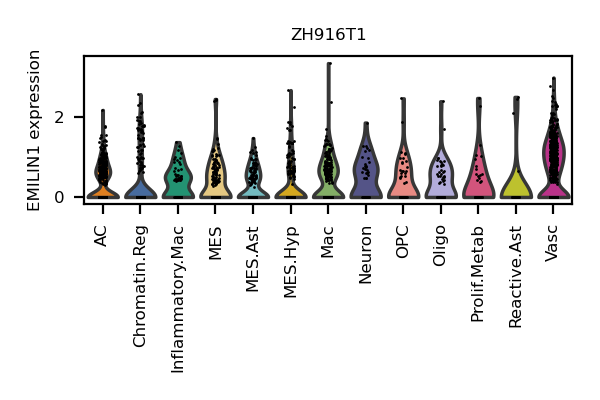 ZH916T1
EMILIN1 expression
2
0
AC
Chromatin.Reg
Inflammatory.Mac
MES
MES.Ast
MES.Hyp
Mac
Neuron
OPC
Oligo
Prolif.Metab
Reactive.Ast
Vasc